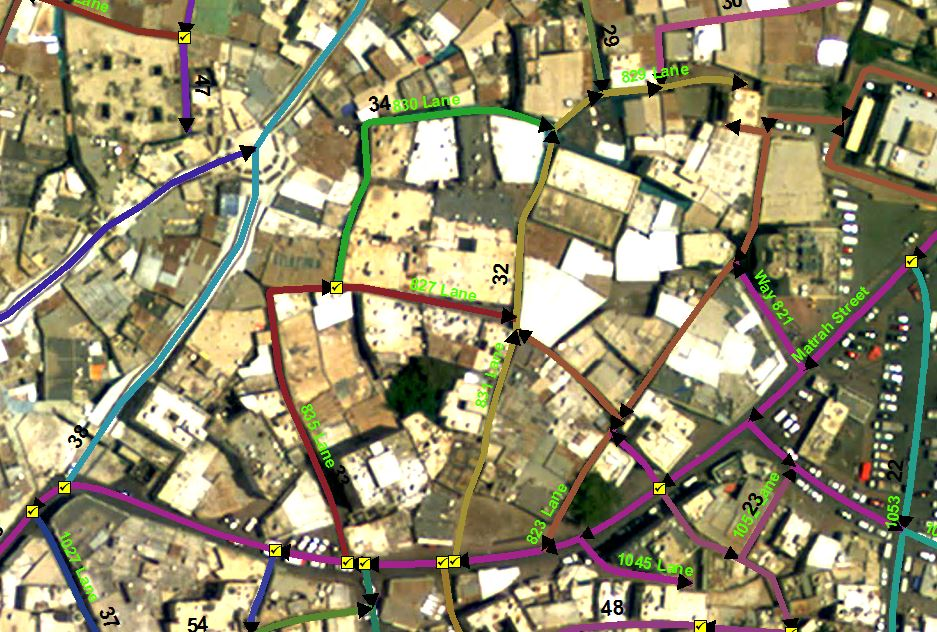 Lane
30
29
829 Lane
47
34
830 Lane
32
827 Lane
Way 821
Matrah Street
831 Lane
835 Lane
38
22
1053
23
823 Lane
1027 Lane
1045 Lane
37
54
48